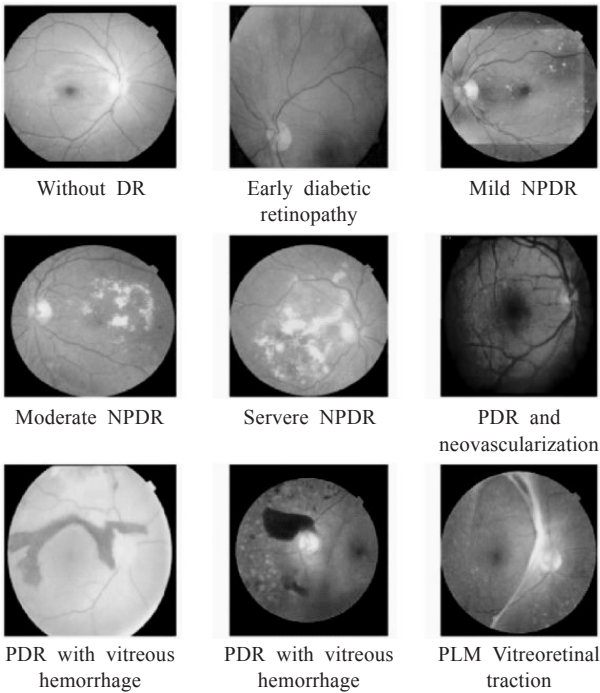 Without DR
Early diabetic
retinopathy
Mild NPDR
Moderate NPDR
Servere NPDR
PDR and
neovascularization
PDR with vitreous
hemorrhage
PDR with vitreous
hemorrhage
PLM Vitreoretinal
traction